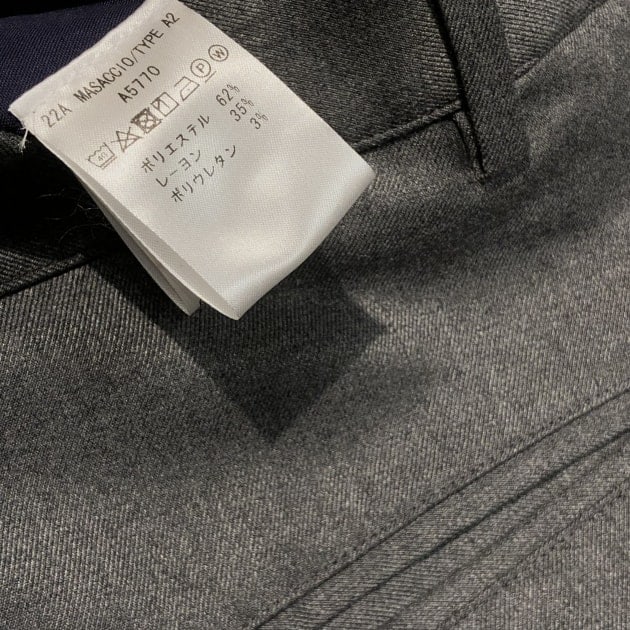 22A MASACCIO/TYPE A2
A5770
40 P W
ポリエステル 62%
レーヨン 35%
ポリウレタン 3%